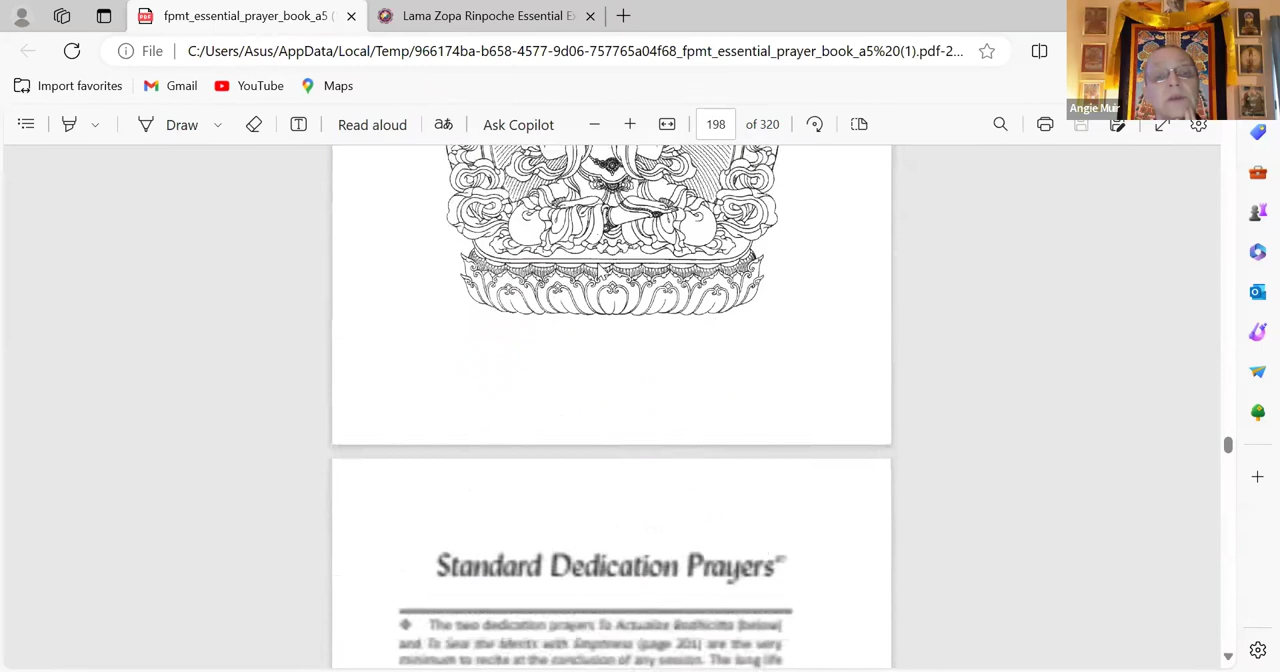 fpmt_essential_prayer_book_a5 (
Lama Zopa Rinpoche Essential E
File
C:/Users/Asus/AppData/Local/Temp/966174ba-b658-4577-9d06-757765a04f68_fpmt_essential_prayer_book_a5%20(1).pdf-2...
Import favorites
Gmail
YouTube
Maps
Angie Muir
Draw
Read aloud
aあ
Ask Copilot
198
of 320
Standard Dedication Prayers
The two dedication prayers To Actualize Bodhicitta (below)
and To Seal the Merits with Emptiness (page 201) are the very
minimum to recite at the conclusion of any session. The long life